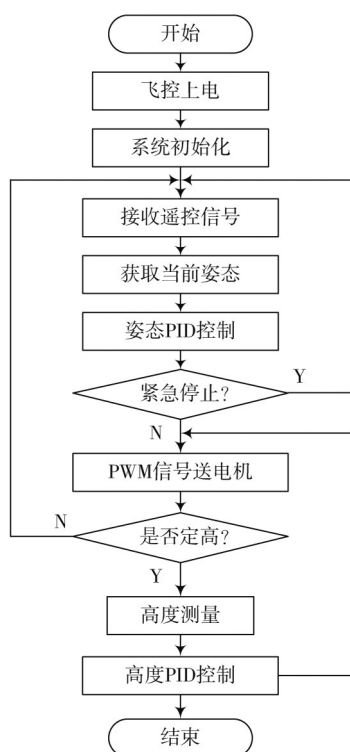 开始
飞控上电
系统初始化
接收遥控信号
获取当前姿态
姿态PID控制
紧急停止?
Y
N
PWM信号送电机
N
是否定高?
Y
高度测量
高度PID控制
结束